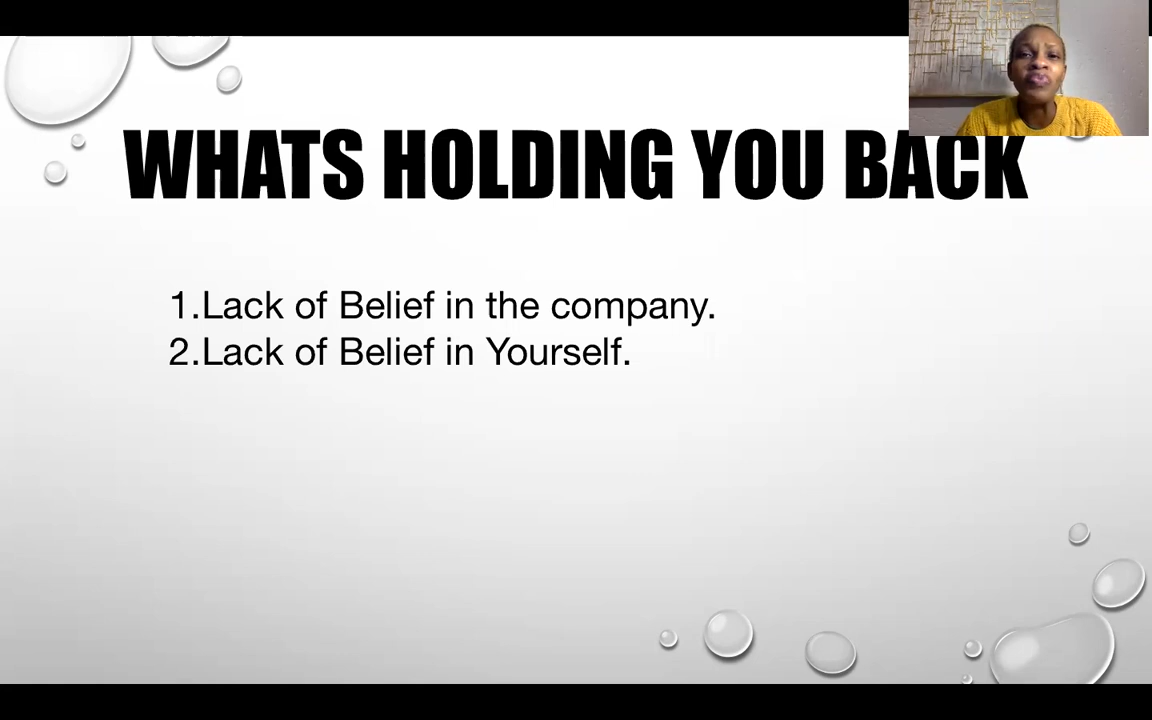 WHATS HOLDING YOU BACK
1.Lack of Belief in the company.
2.Lack of Belief in Yourself.